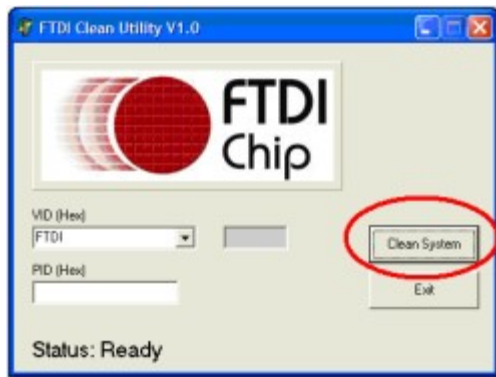 FTDI Clean Utility V1.0
FTDI
Chip
VID (Hex)
FTDI
Clean System
PID (Hex)
Exit
Status: Ready